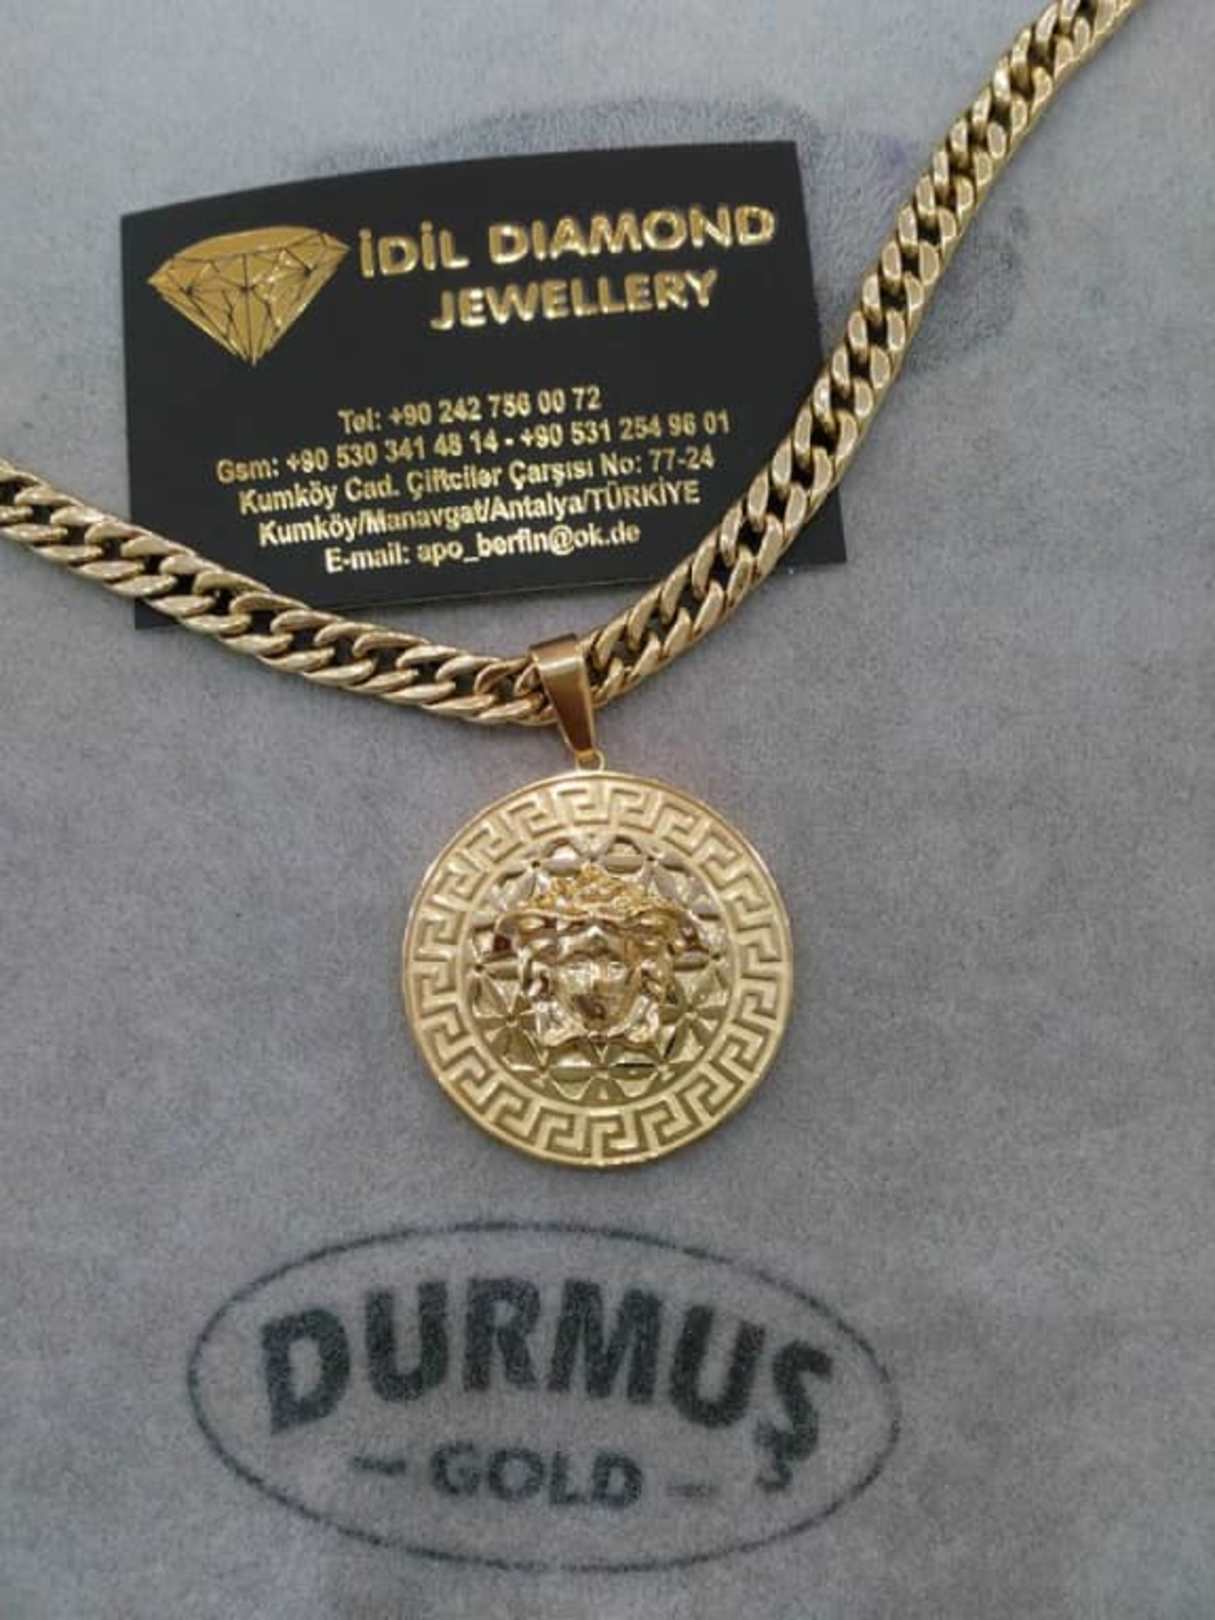 İDİL DIAMOND
JEWELLERY
Tel: +90 242 756 00 72
Gsm: +90 530 341 48 14 - +90 531 254 96 01
Kumköy Cad. Çiftciler Çarşısı No: 77-24
Kumköy/Manavgat/Antalya/TÜRKİYE
E-mail: apo_berfin@ok.de
DURMUŞ
- GOLD -